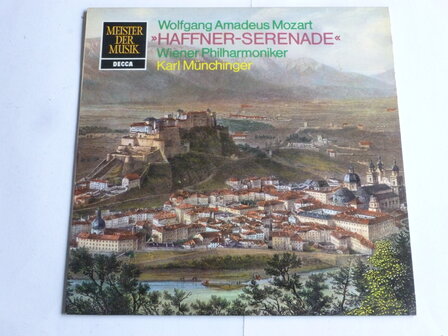 MEISTER
DER
MUSIK
DECCA
Wolfgang Amadeus Mozart
»HAFFNER-SERENADE«
Wiener Philharmoniker
Karl Münchinger